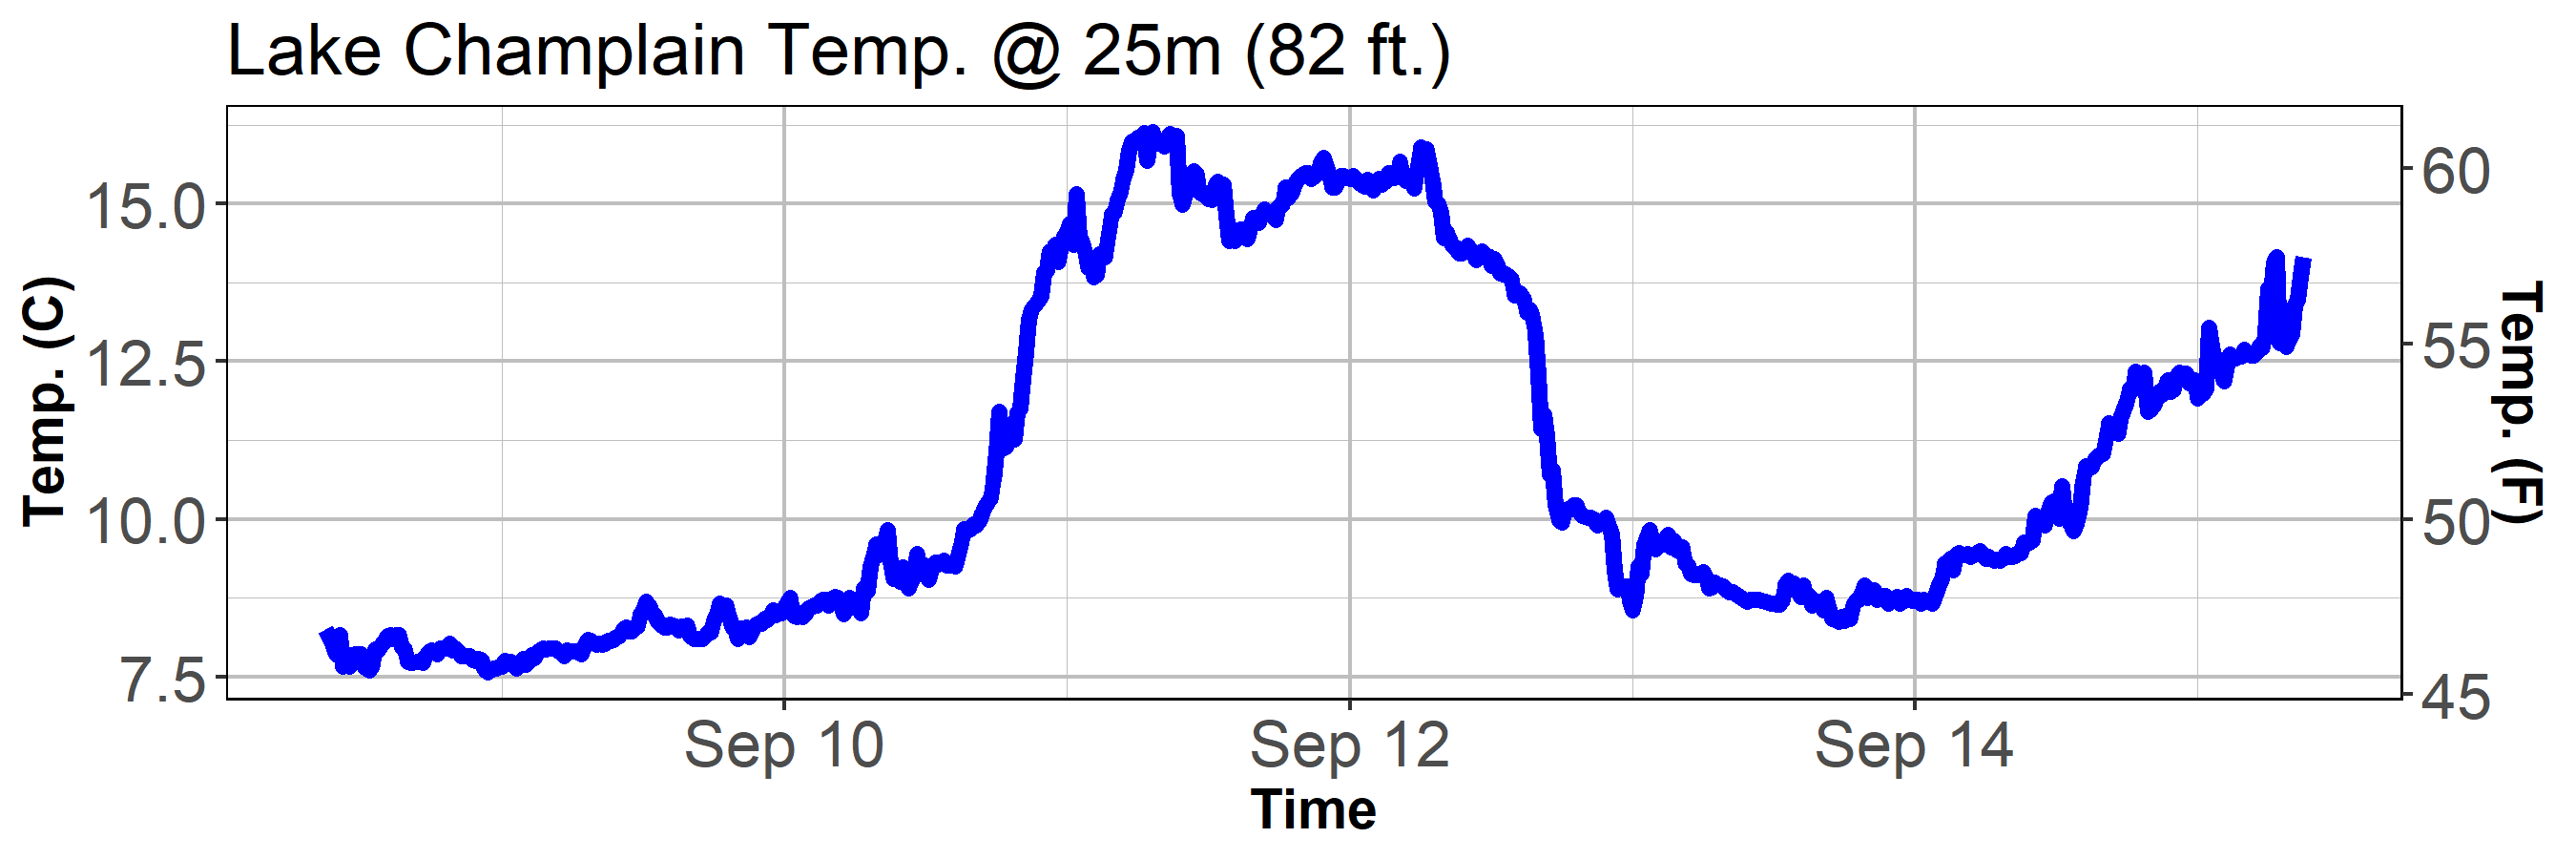 Lake Champlain Temp. @ 25m (82 ft.)
Temp. (C)
15.0
12.5
10.0
7.5
60
55
50
45
Temp. (F)
Sep 10 Sep 12 Sep 14
Time